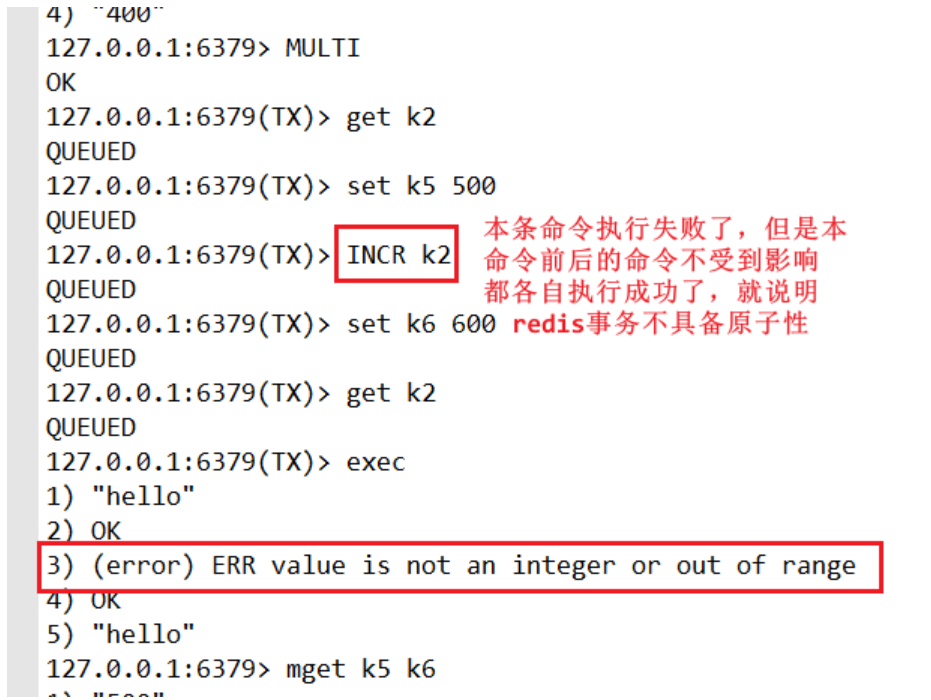 4) "400"
127.0.0.1:6379> MULTI
OK
127.0.0.1:6379(TX)> get k2
QUEUED
127.0.0.1:6379(TX)> set k5 500
QUEUED
本条命令执行失败了，但是本
127.0.0.1:6379(TX)> INCR k2
命令前后的命令不受到影响
QUEUED
都各自执行成功了，就说明
127.0.0.1:6379(TX)> set k6 600
redis事务不具备原子性
QUEUED
127.0.0.1:6379(TX)> get k2
QUEUED
127.0.0.1:6379(TX)> exec
1) "hello"
2) OK
3) (error) ERR value is not an integer or out of range
4) OK
5) "hello"
127.0.0.1:6379> mget k5 k6
1) "500"